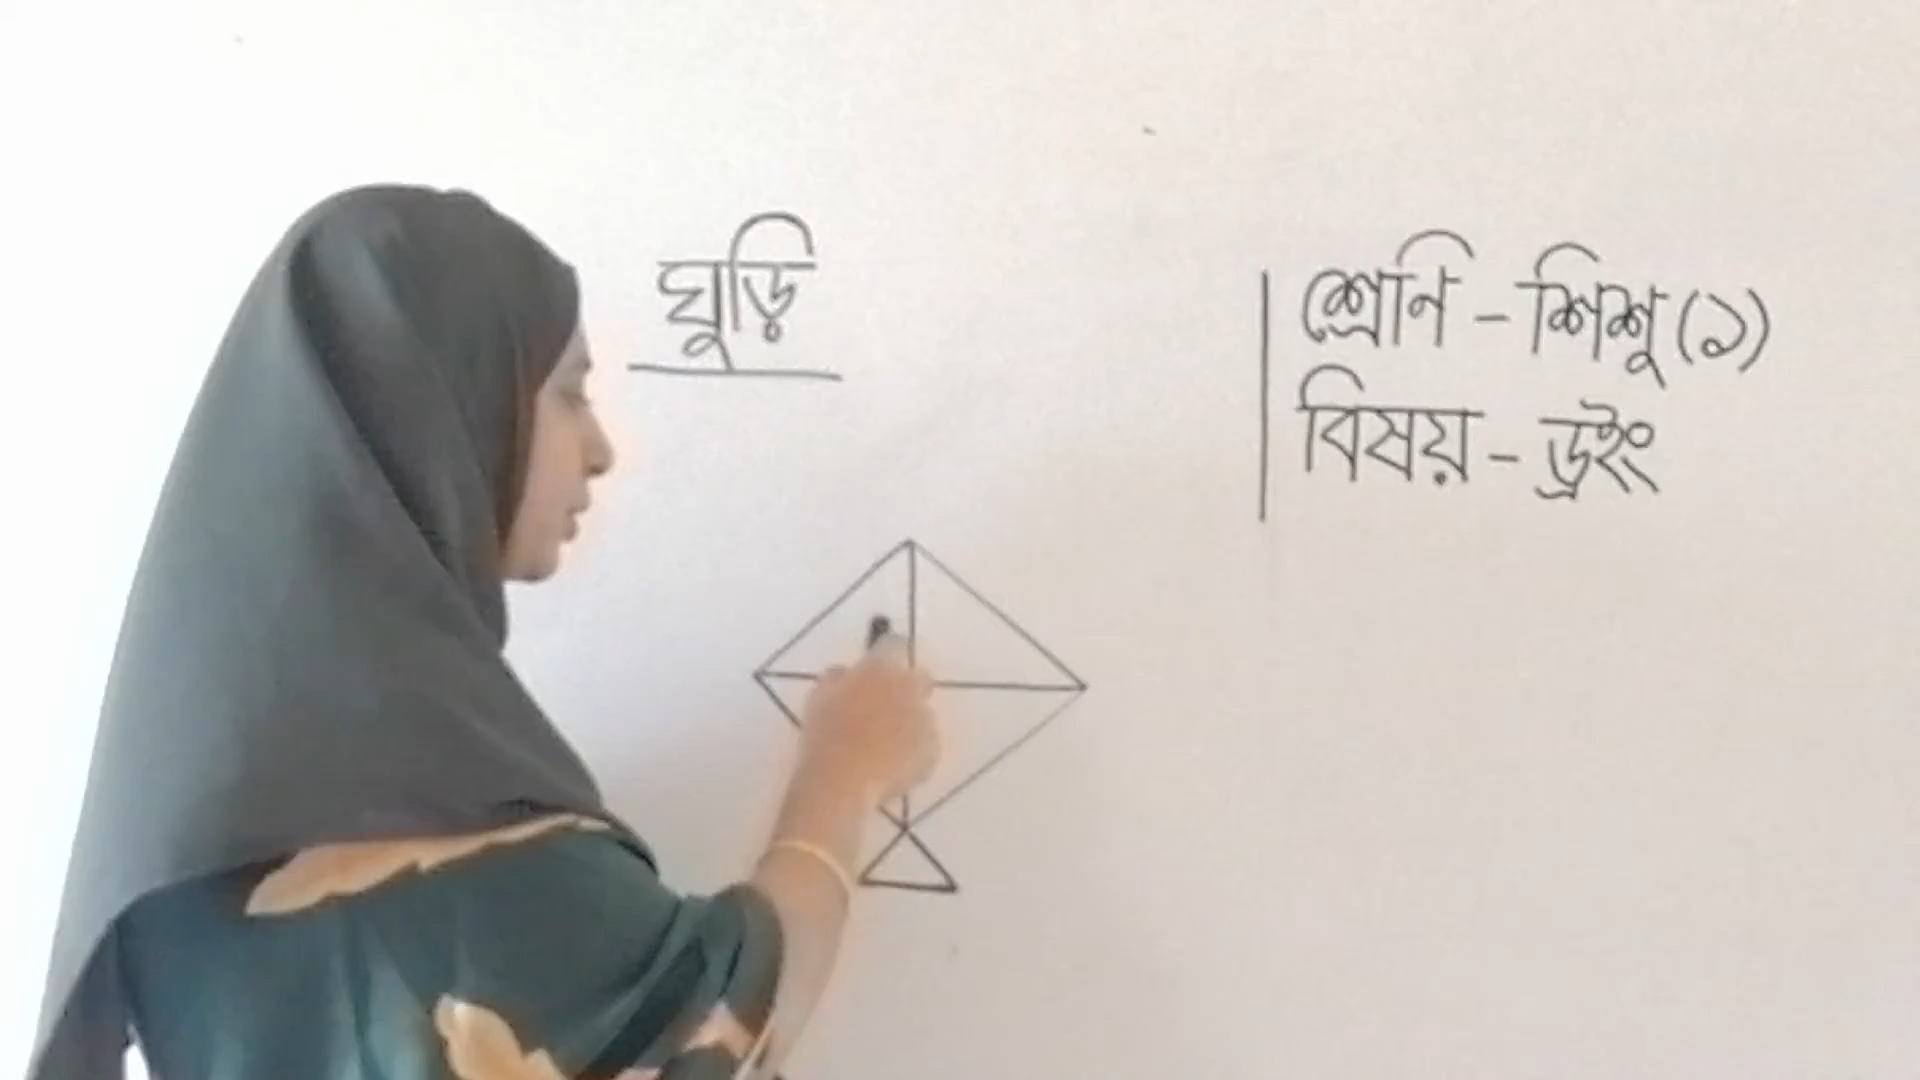 ঘুড়ি
শ্রেণি - শিশু (১)
বিষয় - ড্রইং